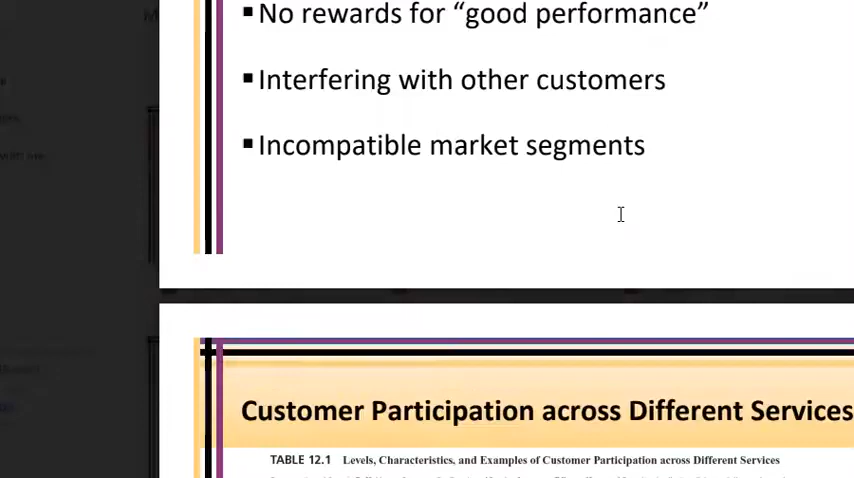 ▪No rewards for “good performance”
▪Interfering with other customers
▪Incompatible market segments
Customer Participation across Different Services
TABLE 12.1 Levels, Characteristics, and Examples of Customer Participation across Different Services